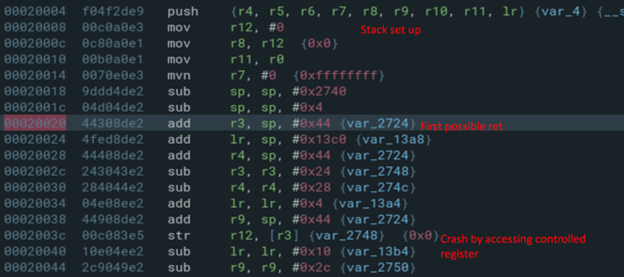 00020004 f04f2de9 push {r4, r5, r6, r7, r8, r9, r10, r11, lr} {var_4} {__s
00020008 00c0a0e3 mov r12, #0 Stack set up
0002000c 0c80a0e1 mov r8, r12 {0x0}
00020010 00b0a0e1 mov r11, r0
00020014 0070e0e3 mvn r7, #0 {0xffffffff}
00020018 9ddd4de2 sub sp, sp, #0x2740
0002001c 04d04de2 sub sp, sp, #0x4
00020020 44308de2 add r3, sp, #0x44 {var_2724} First possible ret
00020024 4fed8de2 add lr, sp, #0x13c0 {var_13a8}
00020028 44408de2 add r4, sp, #0x44 {var_2724}
0002002c 243043e2 sub r3, r3, #0x24 {var_2748}
00020030 284044e2 sub r4, r4, #0x28 {var_274c}
00020034 04e08ee2 add lr, lr, #0x4 {var_13a4}
00020038 44908de2 add r9, sp, #0x44 {var_2724}
0002003c 00c083e5 str r12, [r3] {var_2748} {0x0} Crash by accessing controlled
register
00020040 10e04ee2 sub lr, lr, #0x10 {var_13b4}
00020044 2c9049e2 sub r9, r9, #0x2c {var_2750}